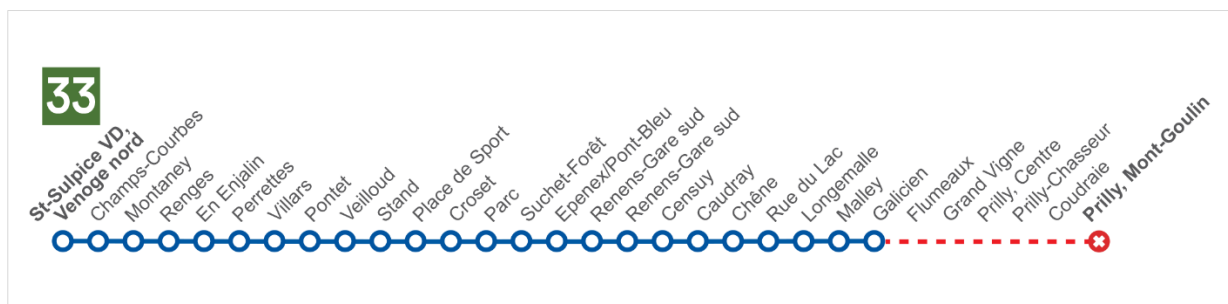 33
St-Sulpice VD,
Venoge nord
Champs-Courbes
Montaney
Renges
En Enjalin
Perrettes
Villars
Pontet
Veilloud
Stand
Place de Sport
Croset
Parc
Suchet-Forêt
Epenex/Pont-Bleu
Renens-Gare sud
Renens-Gare sud
Censuy
Caudray
Chêne
Rue du Lac
Longemalle
Malley
Galicien
Flumeaux
Grand Vigne
Prilly, Centre
Prilly-Chasseur
Coudraie
Prilly, Mont-Goulin